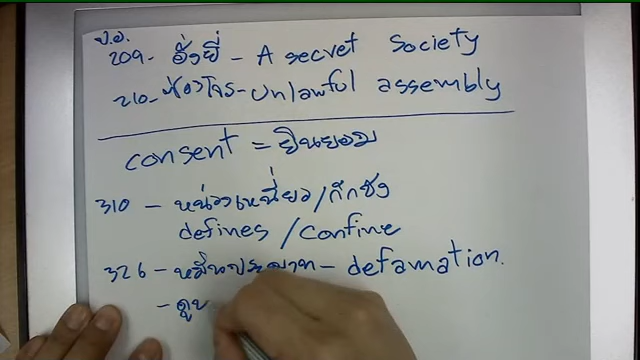 ป.อ.
209 - อั้งยี่ - A secret society
210 - ซ่องโจร - Unlawful assembly
consent = ยินยอม
310 - หน่วงเหนี่ยว/กักขัง
defines / confine
326 - หมิ่นประมาท - defamation.
- ดูห